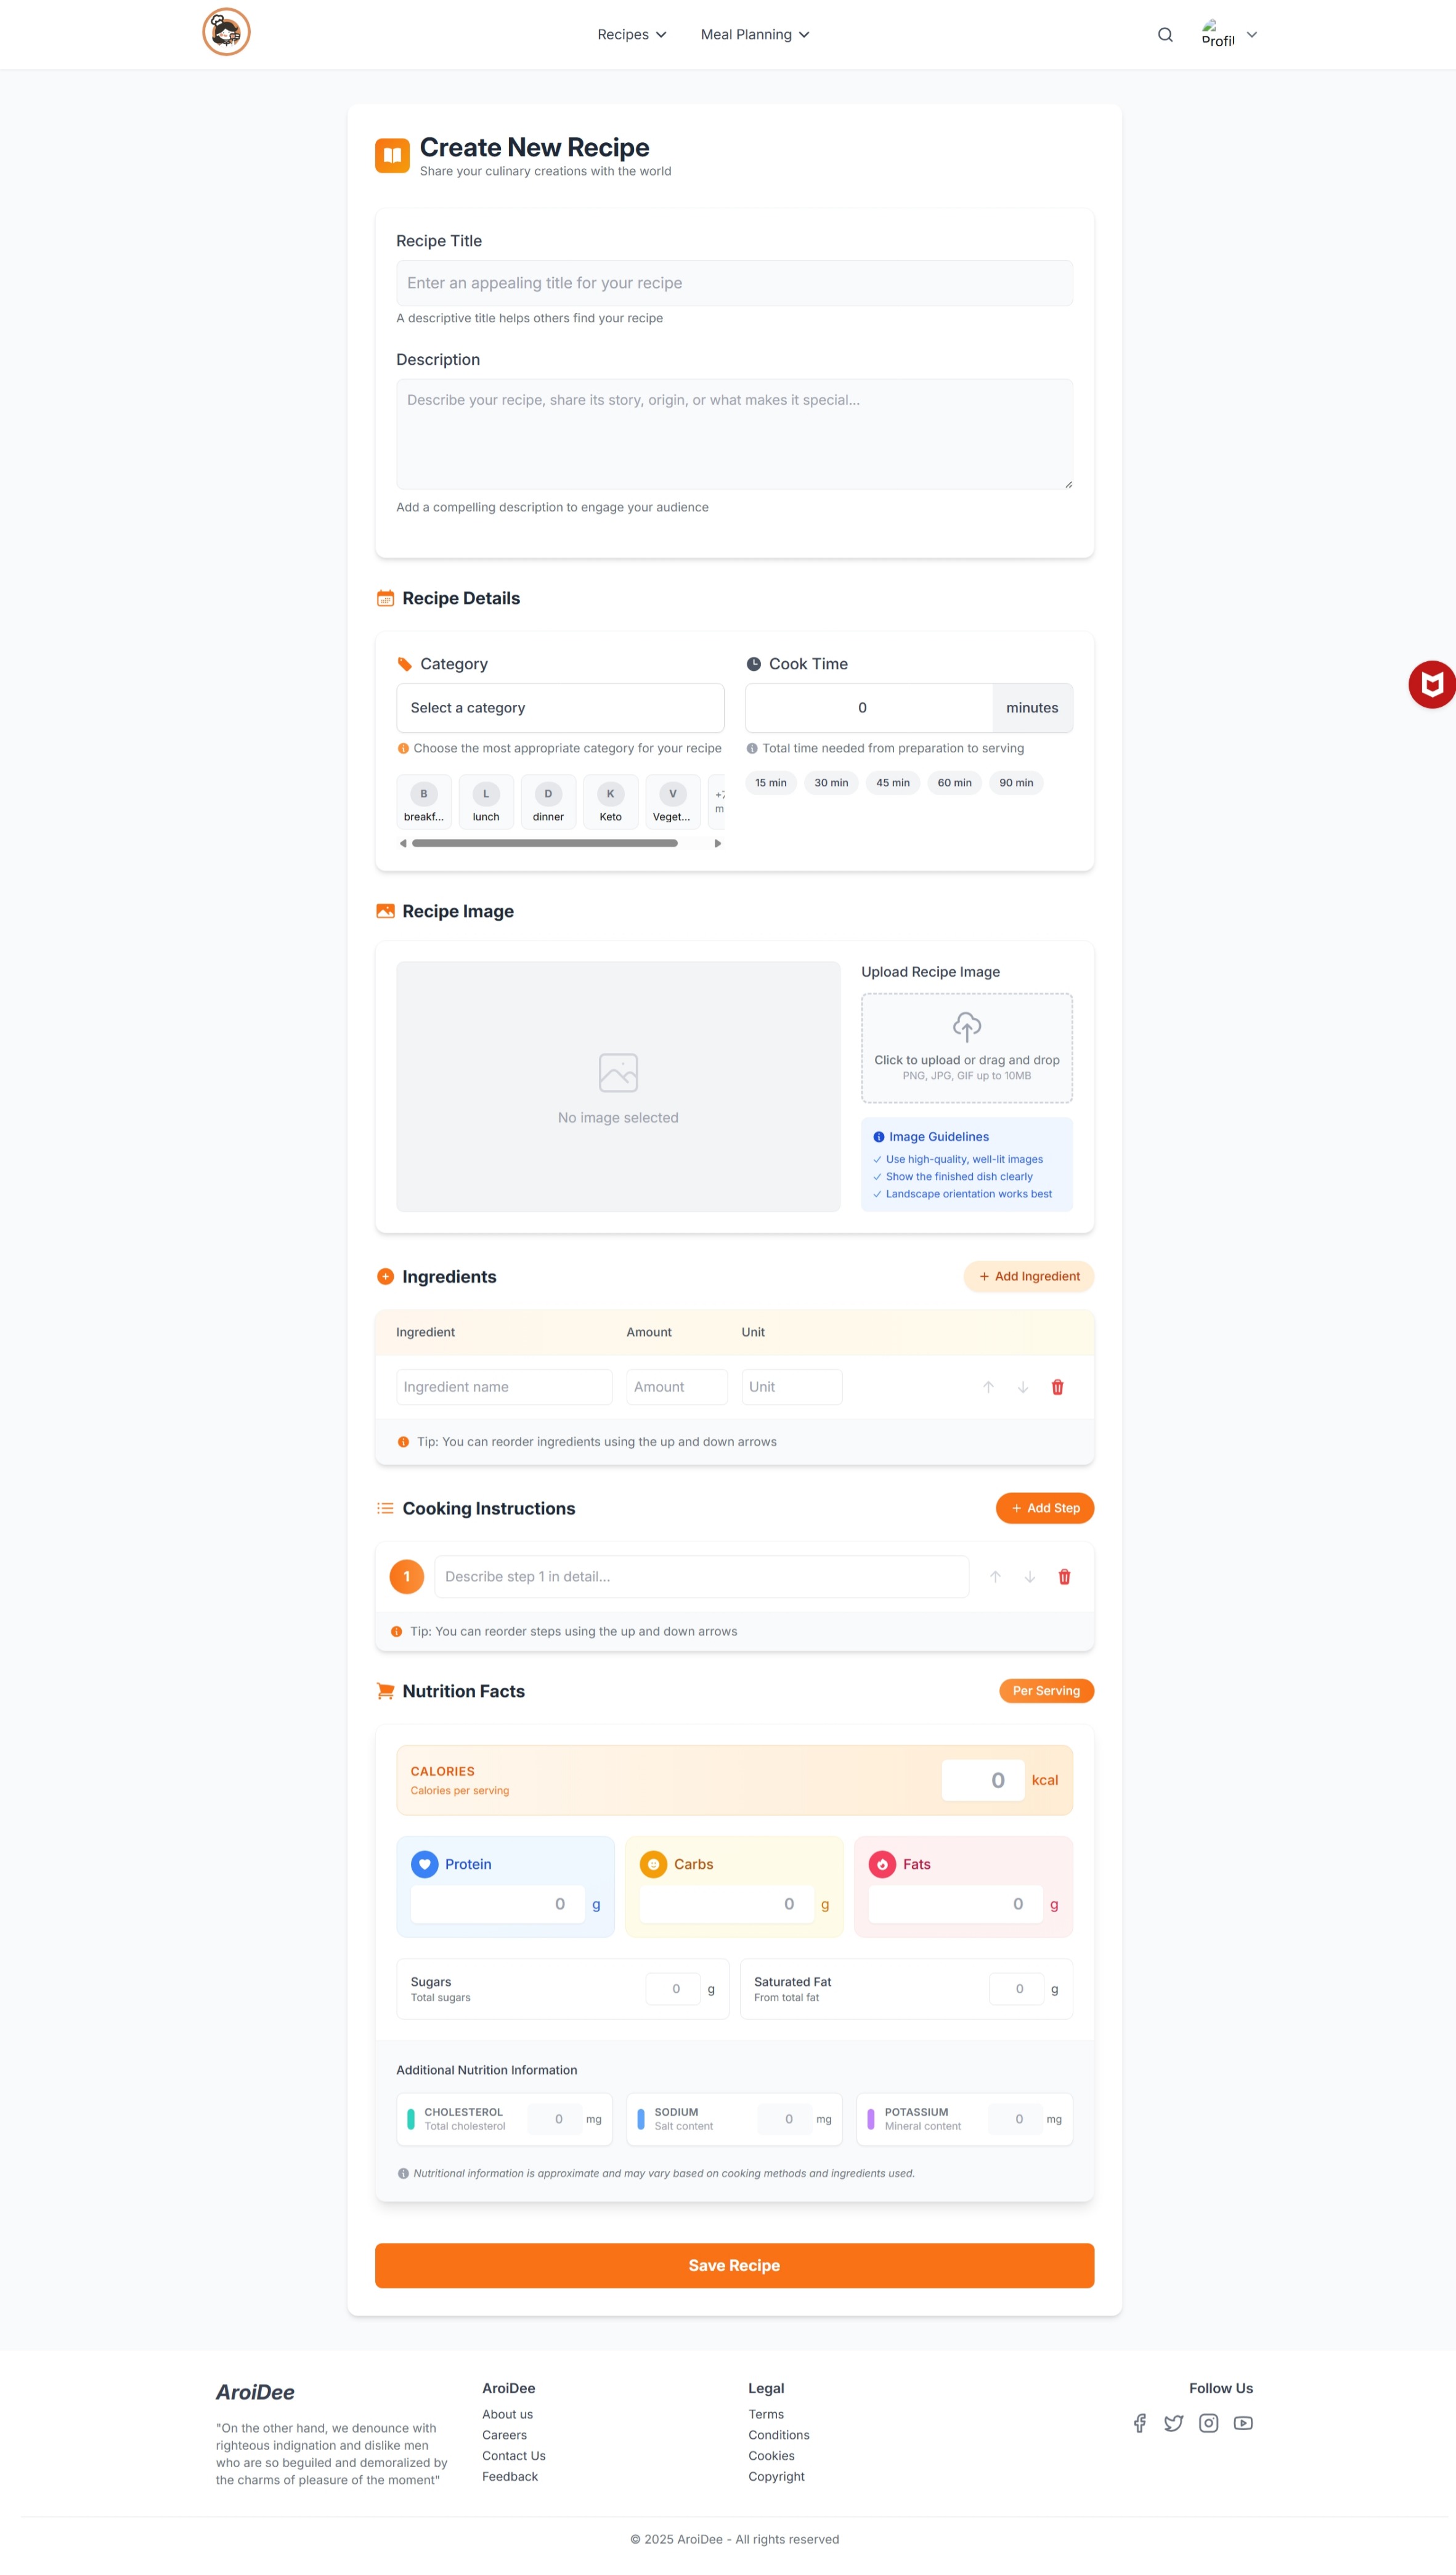 Recipes
Meal Planning
Profil
Create New Recipe
Share your culinary creations with the world
Recipe Title
Enter an appealing title for your recipe
A descriptive title helps others find your recipe
Description
Describe your recipe, share its story, origin, or what makes it special...
Add a compelling description to engage your audience
Recipe Details
Category
Cook Time
Select a category
0 minutes
Choose the most appropriate category for your recipe
Total time needed from preparation to serving
B L D K V
breakf... lunch dinner Keto Veget...
15 min 30 min 45 min 60 min 90 min
Recipe Image
No image selected
Upload Recipe Image
Click to upload or drag and drop
PNG, JPG, GIF up to 10MB
Image Guidelines
Use high-quality, well-lit images
Show the finished dish clearly
Landscape orientation works best
Ingredients
+ Add Ingredient
Ingredient Amount Unit
Ingredient name Amount Unit
Tip: You can reorder ingredients using the up and down arrows
Cooking Instructions
+ Add Step
1 Describe step 1 in detail...
Tip: You can reorder steps using the up and down arrows
Nutrition Facts
Per Serving
CALORIES
Calories per serving
0 kcal
Protein
0 g
Carbs
0 g
Fats
0 g
Sugars
Total sugars
0 g
Saturated Fat
From total fat
0 g
Additional Nutrition Information
CHOLESTEROL
Total cholesterol
0 mg
SODIUM
Salt content
0 mg
POTASSIUM
Mineral content
0 mg
Nutritional information is approximate and may vary based on cooking methods and ingredients used.
Save Recipe
AroiDee
"On the other hand, we denounce with
righteous indignation and dislike men
who are so beguiled and demoralized by
the charms of pleasure of the moment"
AroiDee
About us
Careers
Contact Us
Feedback
Legal
Terms
Conditions
Cookies
Copyright
Follow Us
© 2025 AroiDee - All rights reserved